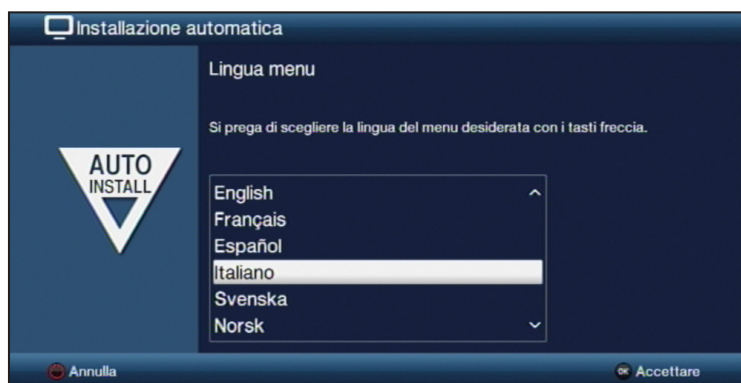 Installazione automatica
Lingua menu
Si prega di scegliere la lingua del menu desiderata con i tasti freccia.
AUTO
INSTALL
English
Français
Español
Italiano
Svenska
Norsk
Annulla
OK Accettare